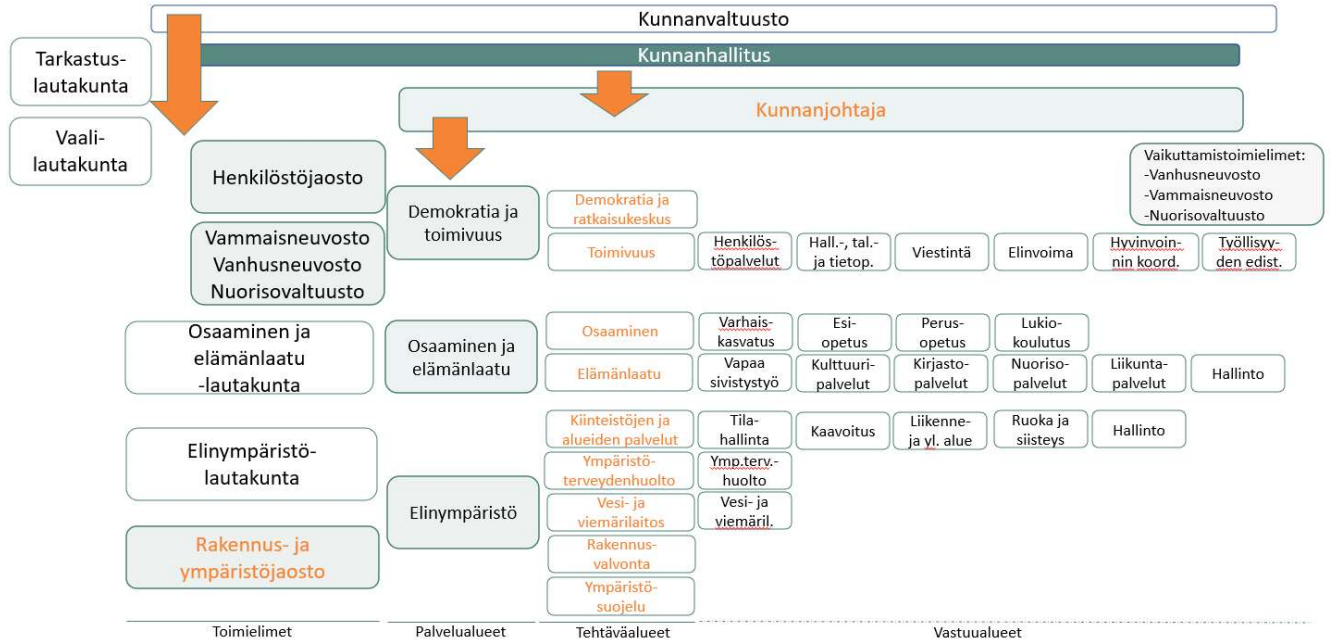 Kunnanvaltuusto
Kunnanhallitus
Tarkastus-
lautakunta
Kunnanjohtaja
Vaali-
lautakunta
Henkilöstöjaosto
Vaikuttamistoimielimet:
-Vanhusneuvosto
-Vammaisneuvosto
-Nuorisovaltuusto
Vammaisneuvosto
Vanhusneuvosto
Nuorisovaltuusto
Demokratia ja
toimivuus
Demokratia ja
ratkaisukeskus
Toimivuus
Henkilös-
töpalvelut
Hall.-, tal.-
ja tietop.
Viestintä
Elinvoima
Hyvinvoin-
nin koord.
Työllisyy-
den edist.
Osaaminen ja
elämänlaatu
-lautakunta
Osaaminen ja
elämänlaatu
Osaaminen
Varhais-
kasvatus
Esi-
opetus
Perus-
opetus
Lukio-
koulutus
Elämänlaatu
Vapaa
sivistystyö
Kulttuuri-
palvelut
Kirjasto-
palvelut
Nuoriso-
palvelut
Liikunta-
palvelut
Hallinto
Elinympäristö-
lautakunta
Rakennus- ja
ympäristöjaosto
Elinympäristö
Kiinteistöjen ja
alueiden palvelut
Tila-
hallinta
Kaavoitus
Liikenne-
ja yl. alue
Ruoka ja
siisteys
Hallinto
Ympäristö-
terveydenhuolto
Ymp.terv.-
huolto
Vesi- ja
viemärilaitos
Vesi- ja
viemäril.
Rakennus-
valvonta
Ympäristö-
suojelu
Toimielimet
Palvelualueet
Tehtäväalueet
Vastuualueet